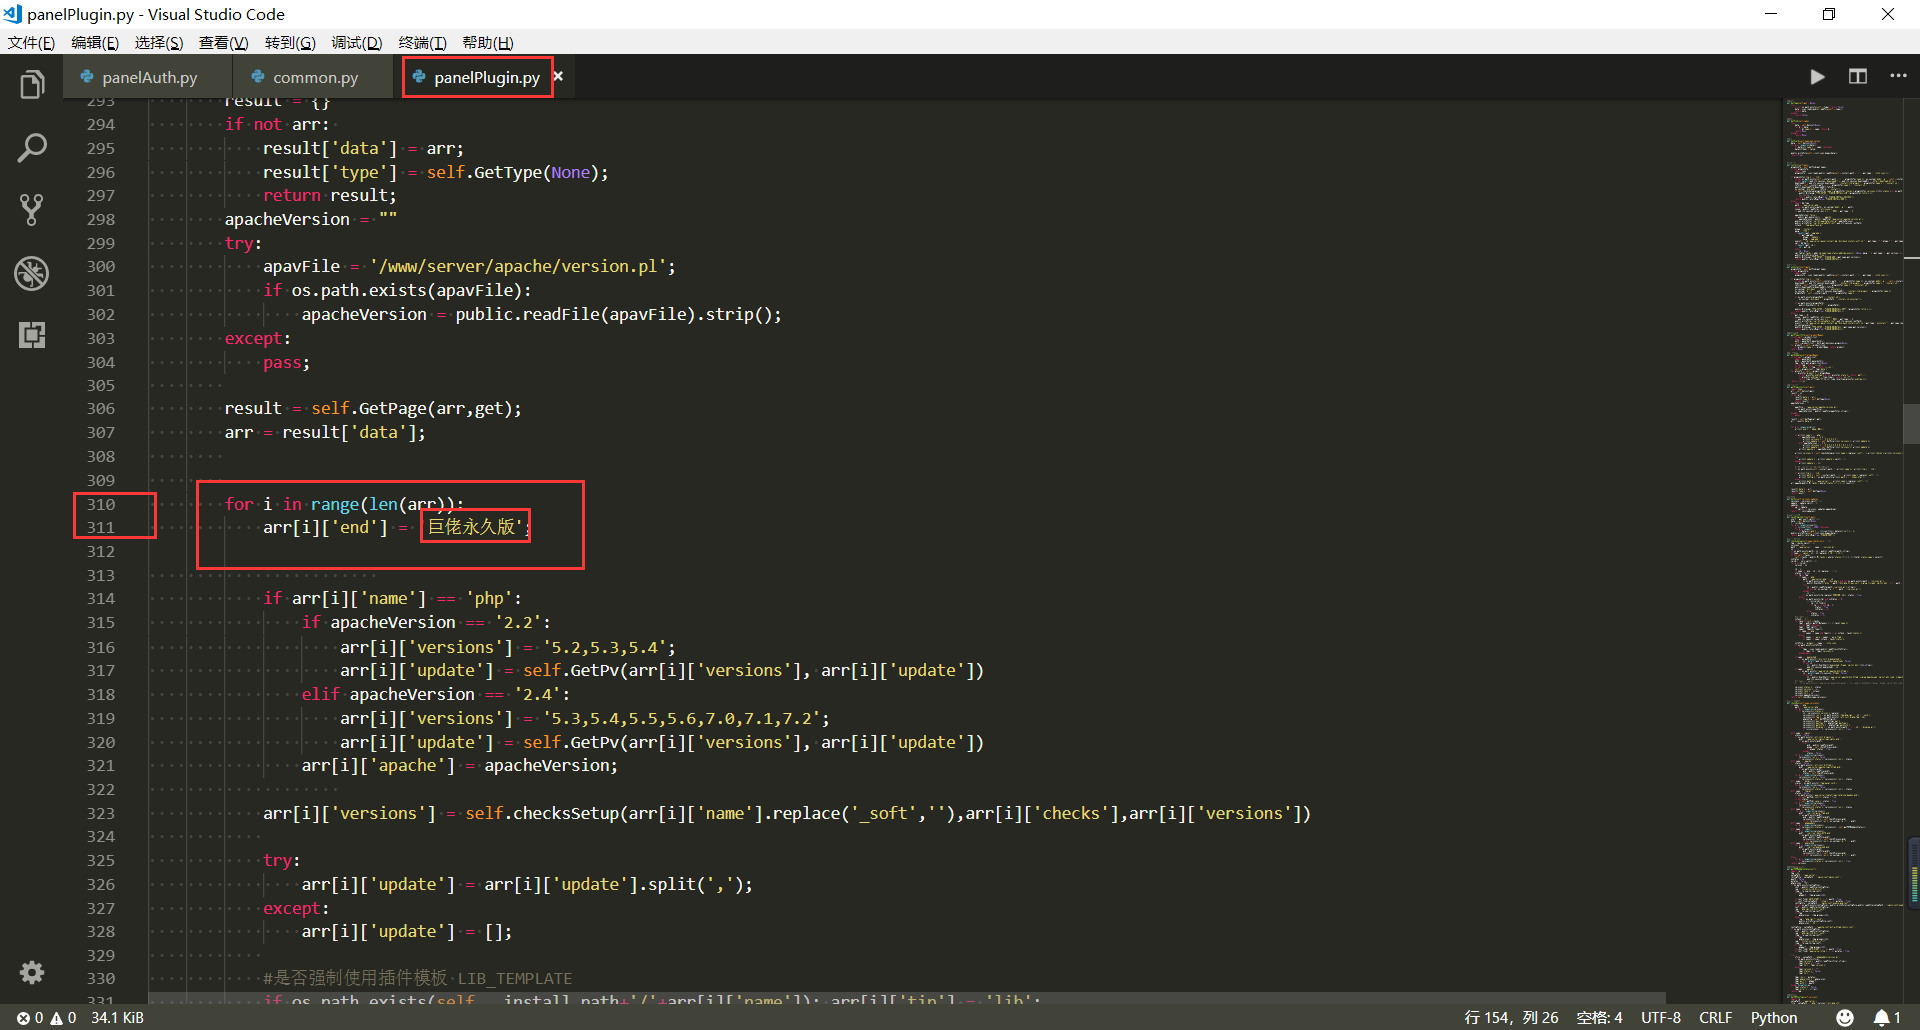 panelPlugin.py - Visual Studio Code
文件(F) 编辑(E) 选择(S) 查看(V) 转到(G) 调试(D) 终端(T) 帮助(H)
panelAuth.py common.py panelPlugin.py
293 result = {}
294 if not arr:
295 result['data'] = arr;
296 result['type'] = self.GetType(None);
297 return result;
298 apacheVersion = ""
299 try:
300 apavFile = '/www/server/apache/version.pl';
301 if os.path.exists(apavFile):
302 apacheVersion = public.readFile(apavFile).strip();
303 except:
304 pass;
305
306 result = self.GetPage(arr,get);
307 arr = result['data'];
308
309
310 for i in range(len(arr)):
311 arr[i]['end'] = '巨佬永久版';
312
313
314 if arr[i]['name'] == 'php':
315 if apacheVersion == '2.2':
316 arr[i]['versions'] = '5.2,5.3,5.4';
317 arr[i]['update'] = self.GetPv(arr[i]['versions'], arr[i]['update'])
318 elif apacheVersion == '2.4':
319 arr[i]['versions'] = '5.3,5.4,5.5,5.6,7.0,7.1,7.2';
320 arr[i]['update'] = self.GetPv(arr[i]['versions'], arr[i]['update'])
321 arr[i]['apache'] = apacheVersion;
322
323 arr[i]['versions'] = self.checksSetup(arr[i]['name'].replace('_soft',''),arr[i]['checks'],arr[i]['versions'])
324
325 try:
326 arr[i]['update'] = arr[i]['update'].split(',');
327 except:
328 arr[i]['update'] = [];
329
330 #是否强制使用插件模板 LIB_TEMPLATE
331 if os.path.exists(self.__install_path+'/'+arr[i]['name']): arr[i]['tip'] = 'lib';
0 0 34.1 KiB 行 154，列 26 空格: 4 UTF-8 CRLF Python 1